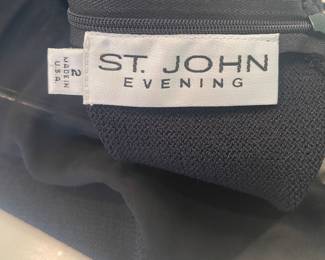 ST. JOHN
EVENING
2
MADE IN
U.S.A.